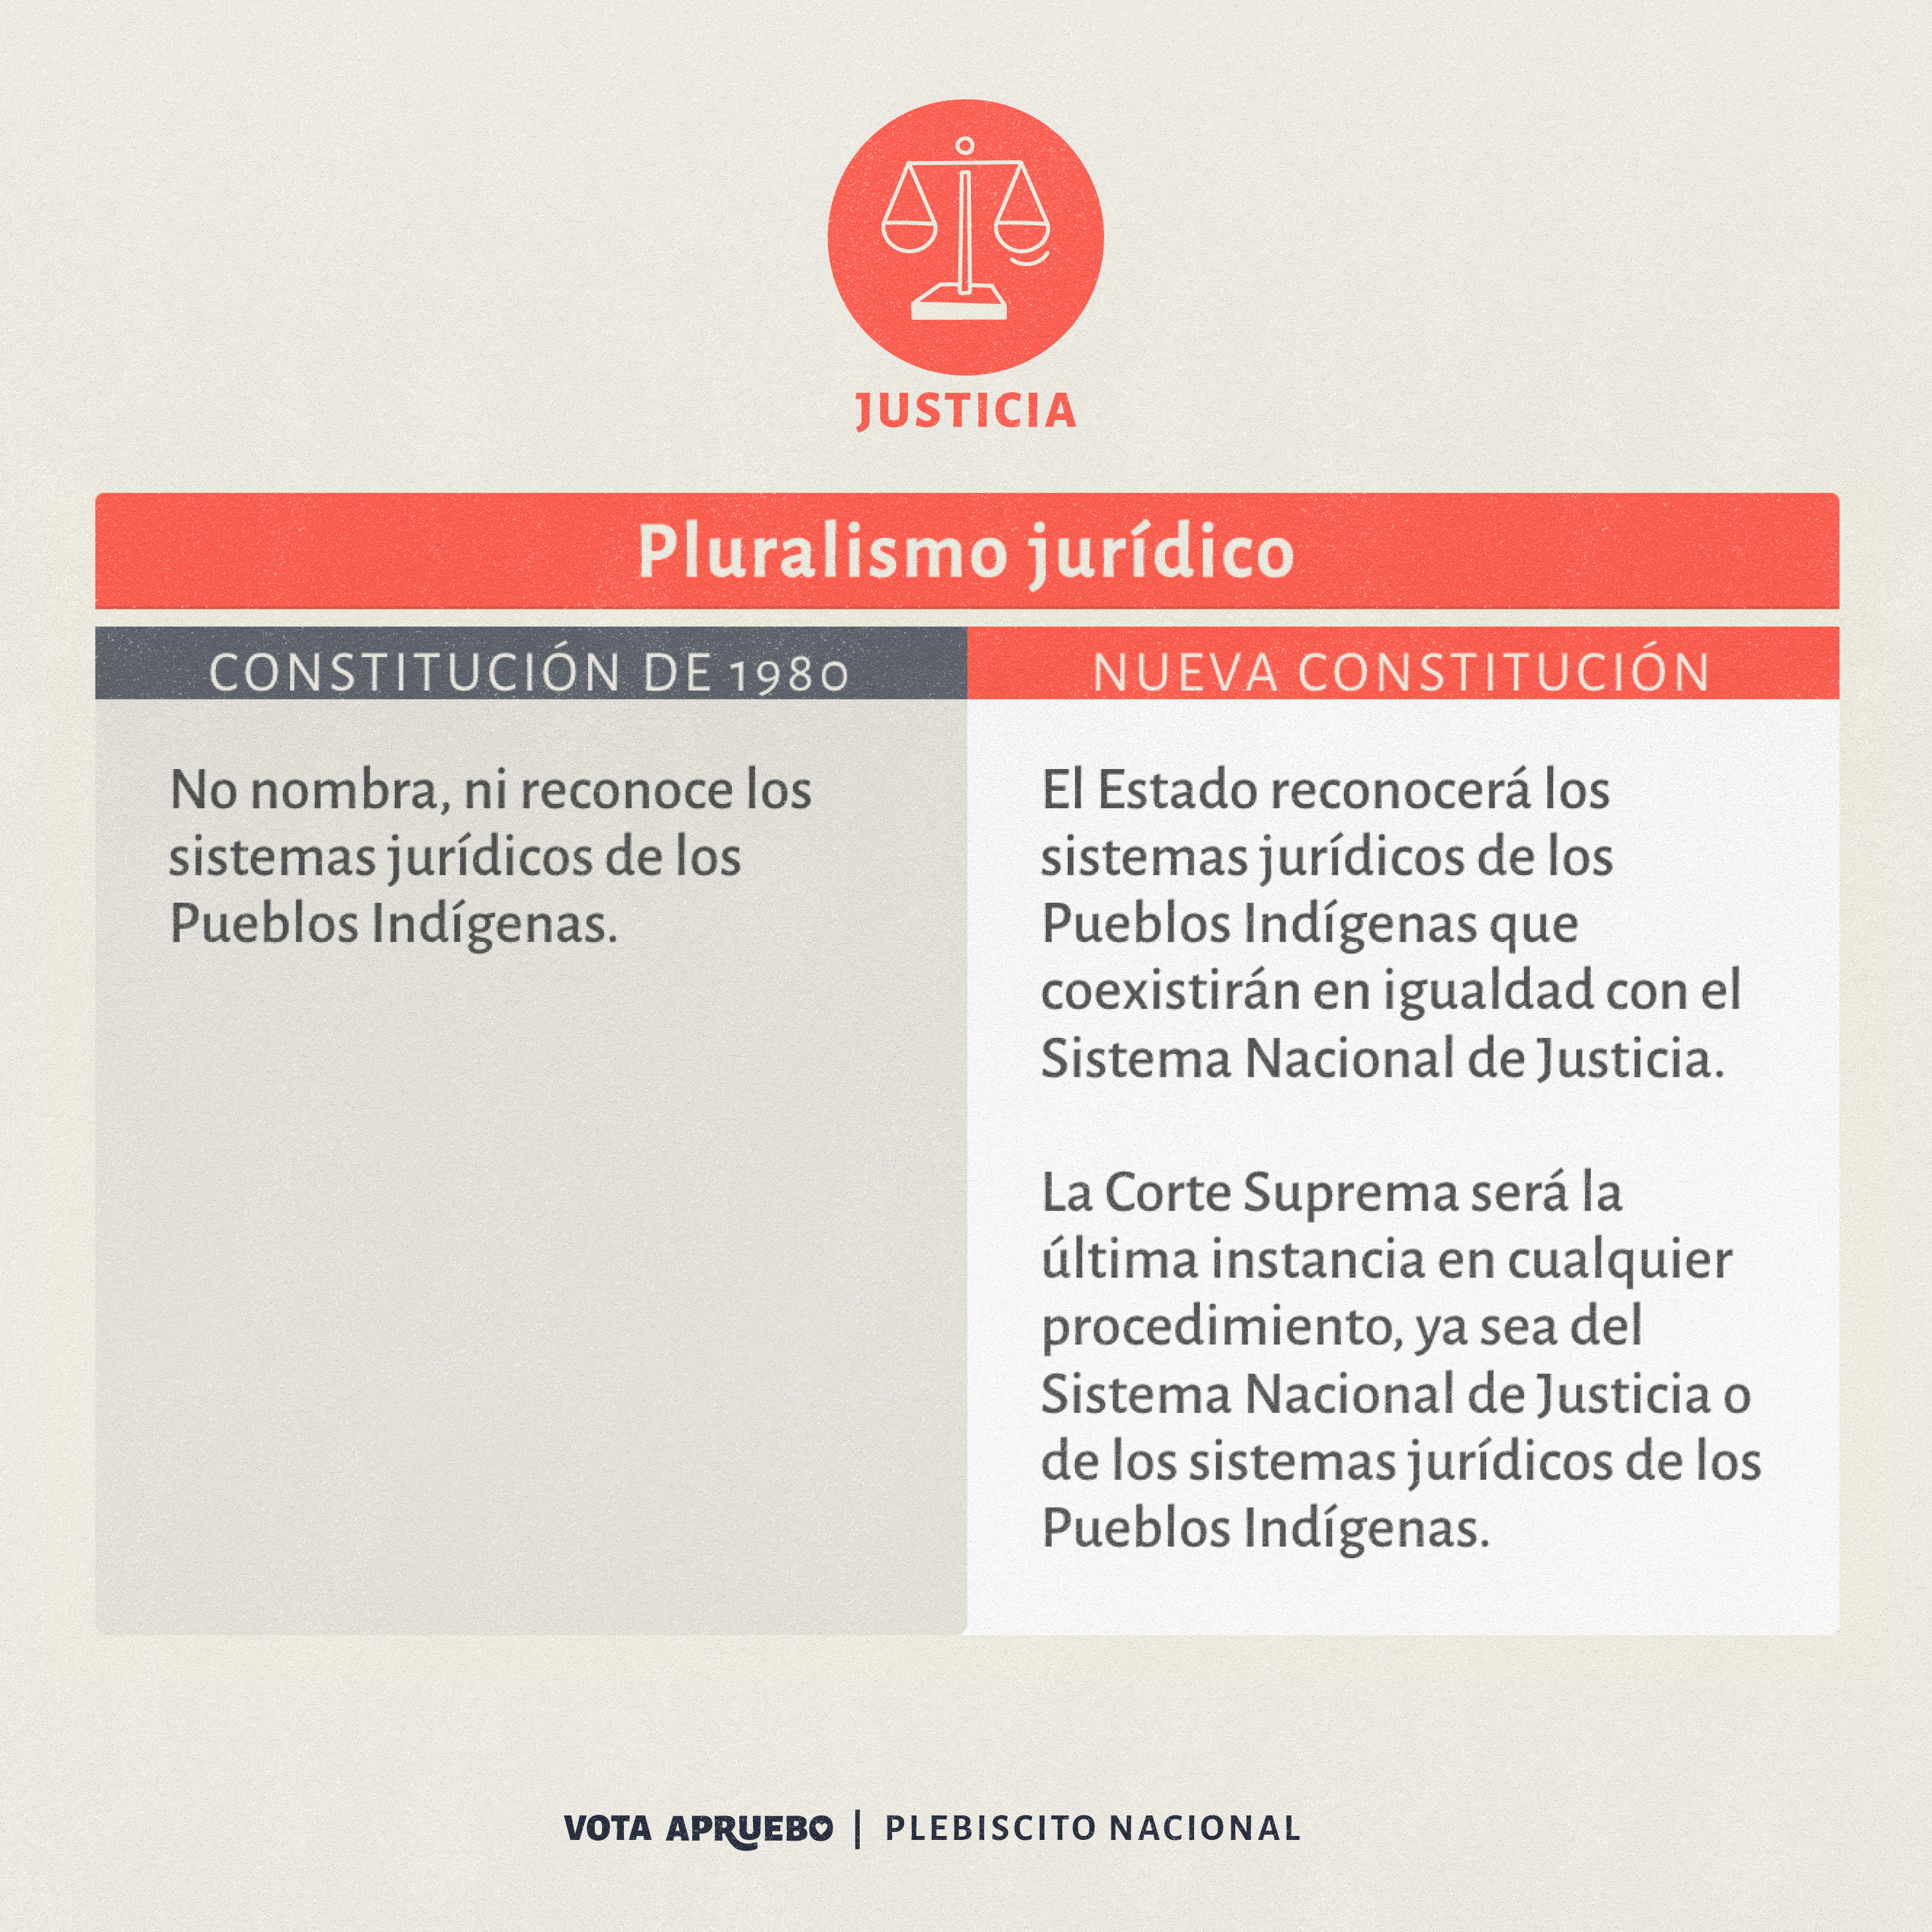 JUSTICIA
Pluralismo jurídico
CONSTITUCIÓN DE 1980
No nombra, ni reconoce los
sistemas jurídicos de los
Pueblos Indígenas.
NUEVA CONSTITUCIÓN
El Estado reconocerá los
sistemas jurídicos de los
Pueblos Indígenas que
coexistirán en igualdad con el
Sistema Nacional de Justicia.
La Corte Suprema será la
última instancia en cualquier
procedimiento, ya sea del
Sistema Nacional de Justicia o
de los sistemas jurídicos de los
Pueblos Indígenas.
VOTA APRUEBO | PLEBISCITO NACIONAL